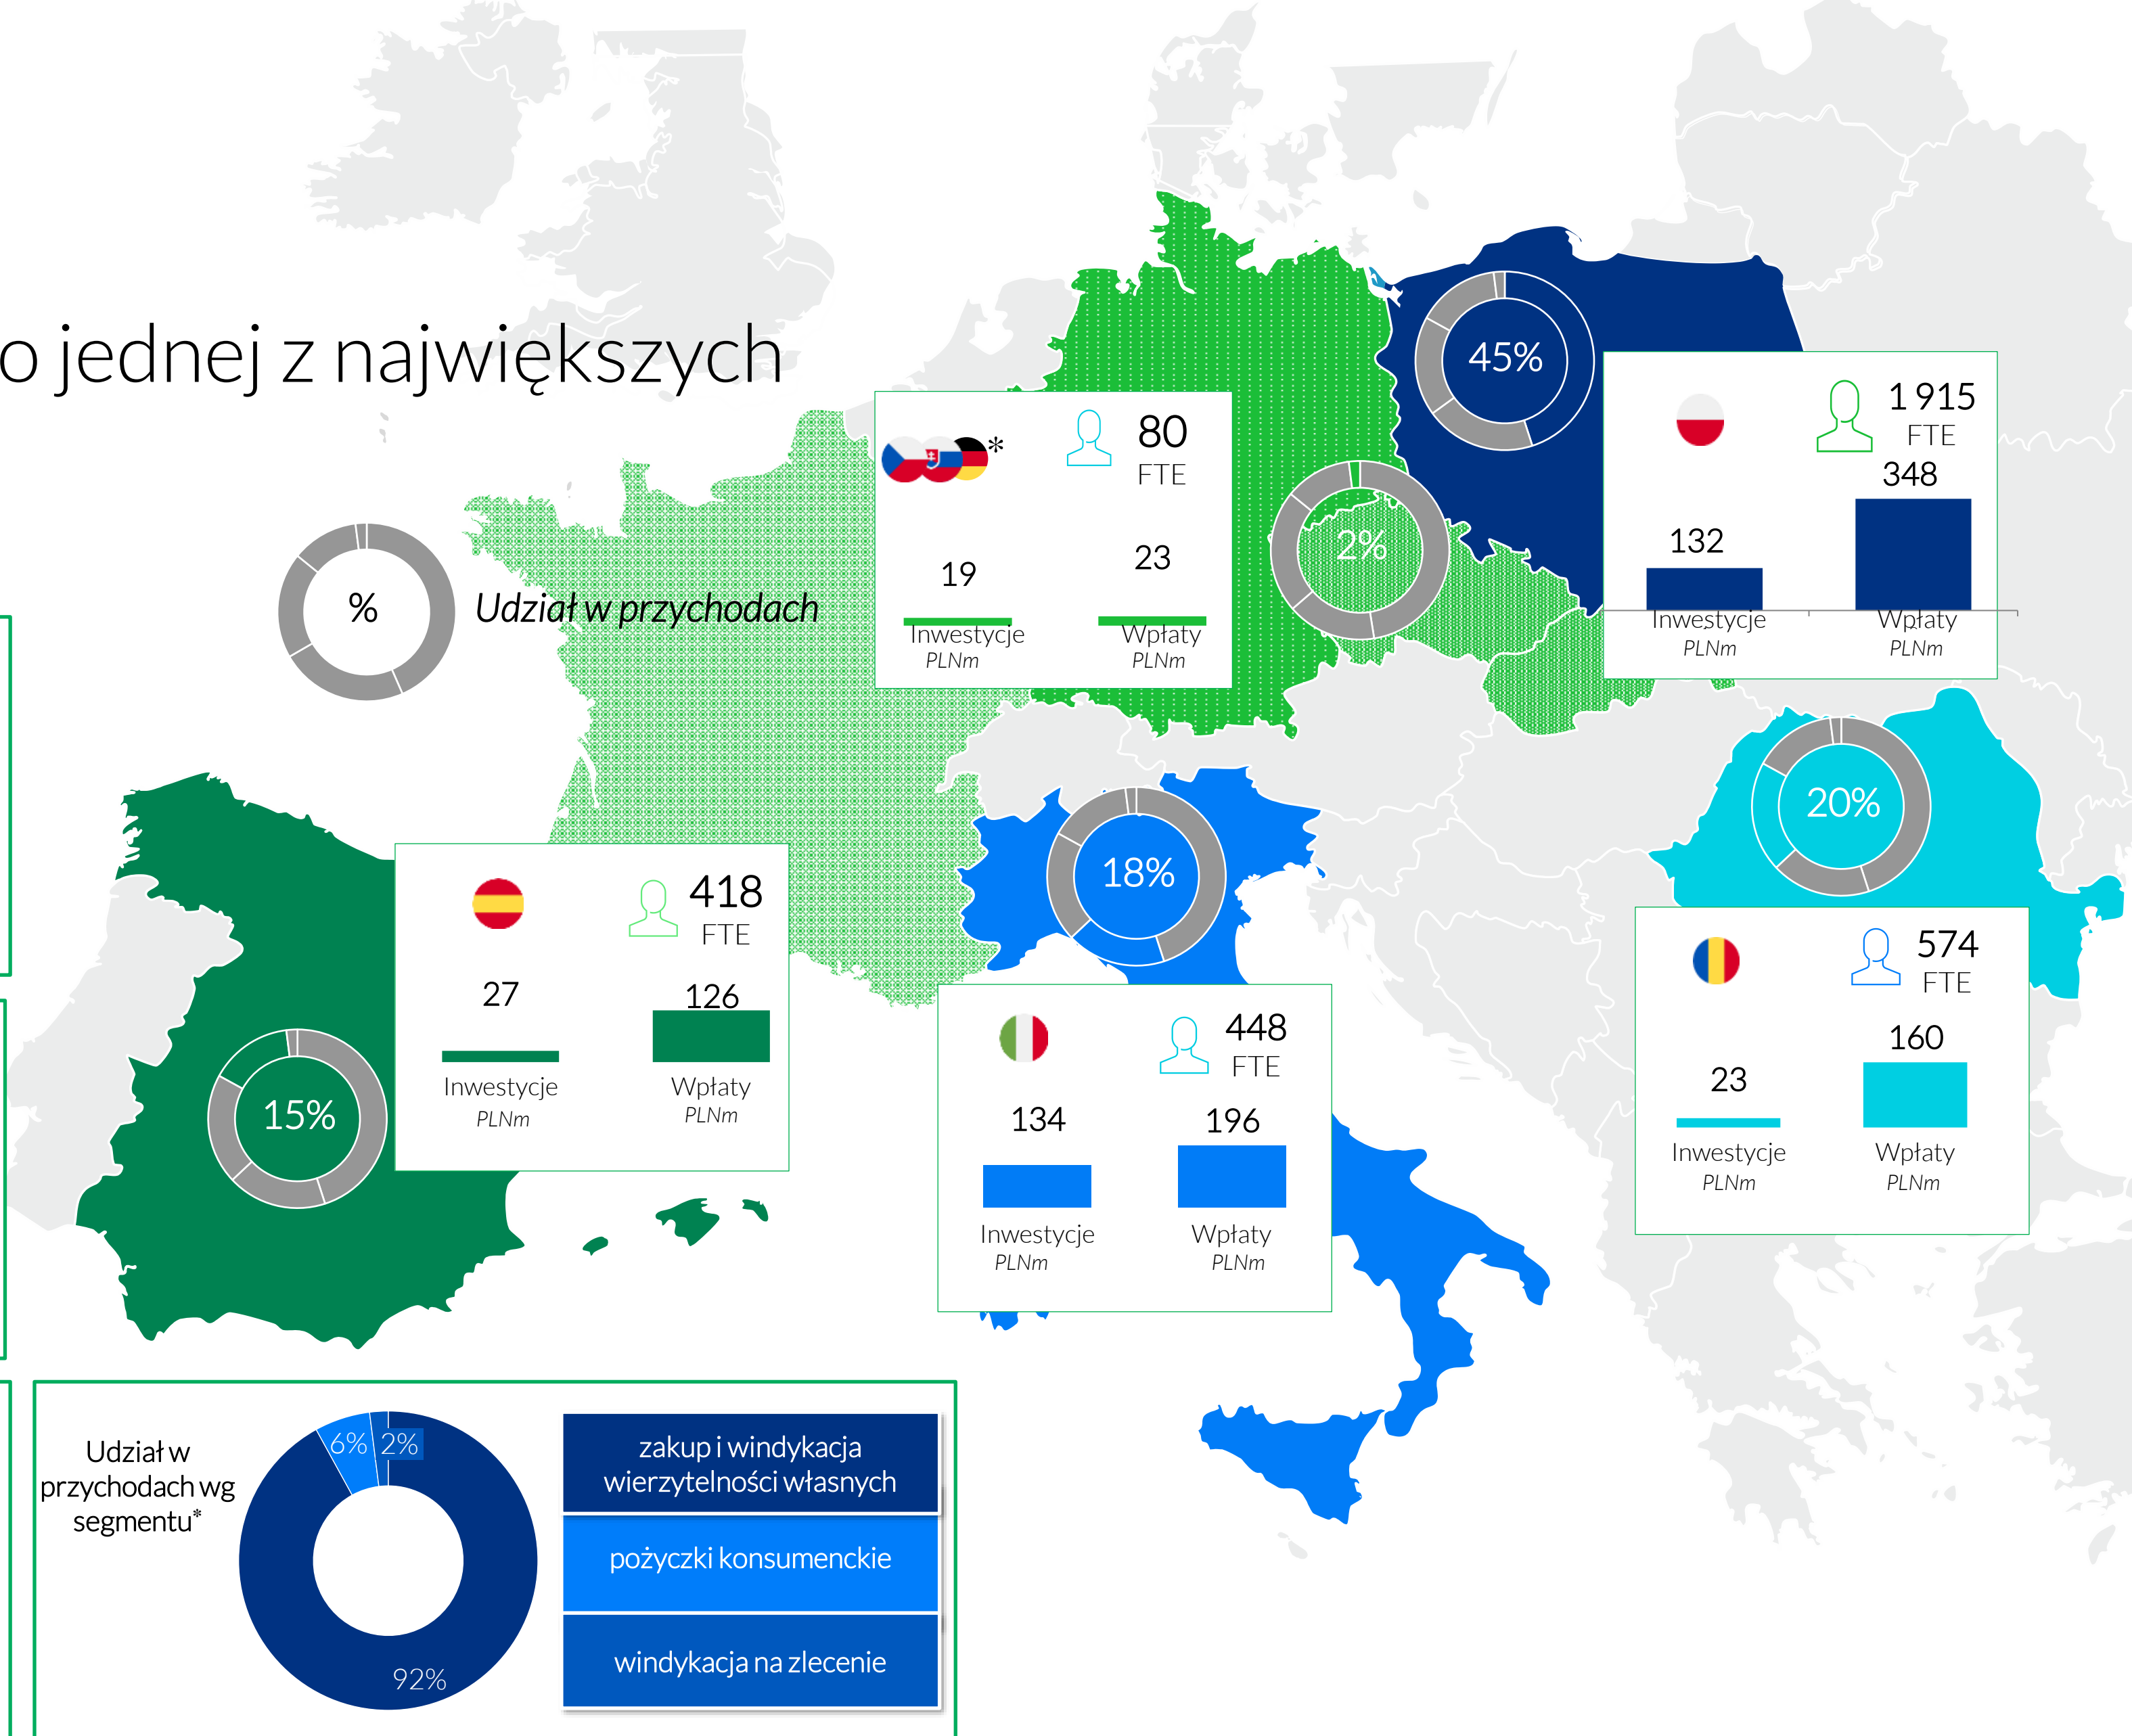 o jednej z największych
%
Udział w przychodach
*
80
FTE
19
23
Inwestycje
PLNm
Wpłaty
PLNm
2%
45%
1 915
FTE
348
132
Inwestycje
PLNm
Wpłaty
PLNm
15%
418
FTE
27
126
Inwestycje
PLNm
Wpłaty
PLNm
18%
448
FTE
134
196
Inwestycje
PLNm
Wpłaty
PLNm
20%
574
FTE
23
160
Inwestycje
PLNm
Wpłaty
PLNm
Udział w
przychodach wg
segmentu*
6%
2%
92%
zakup i windykacja
wierzytelności własnych
pożyczki konsumenckie
windykacja na zlecenie